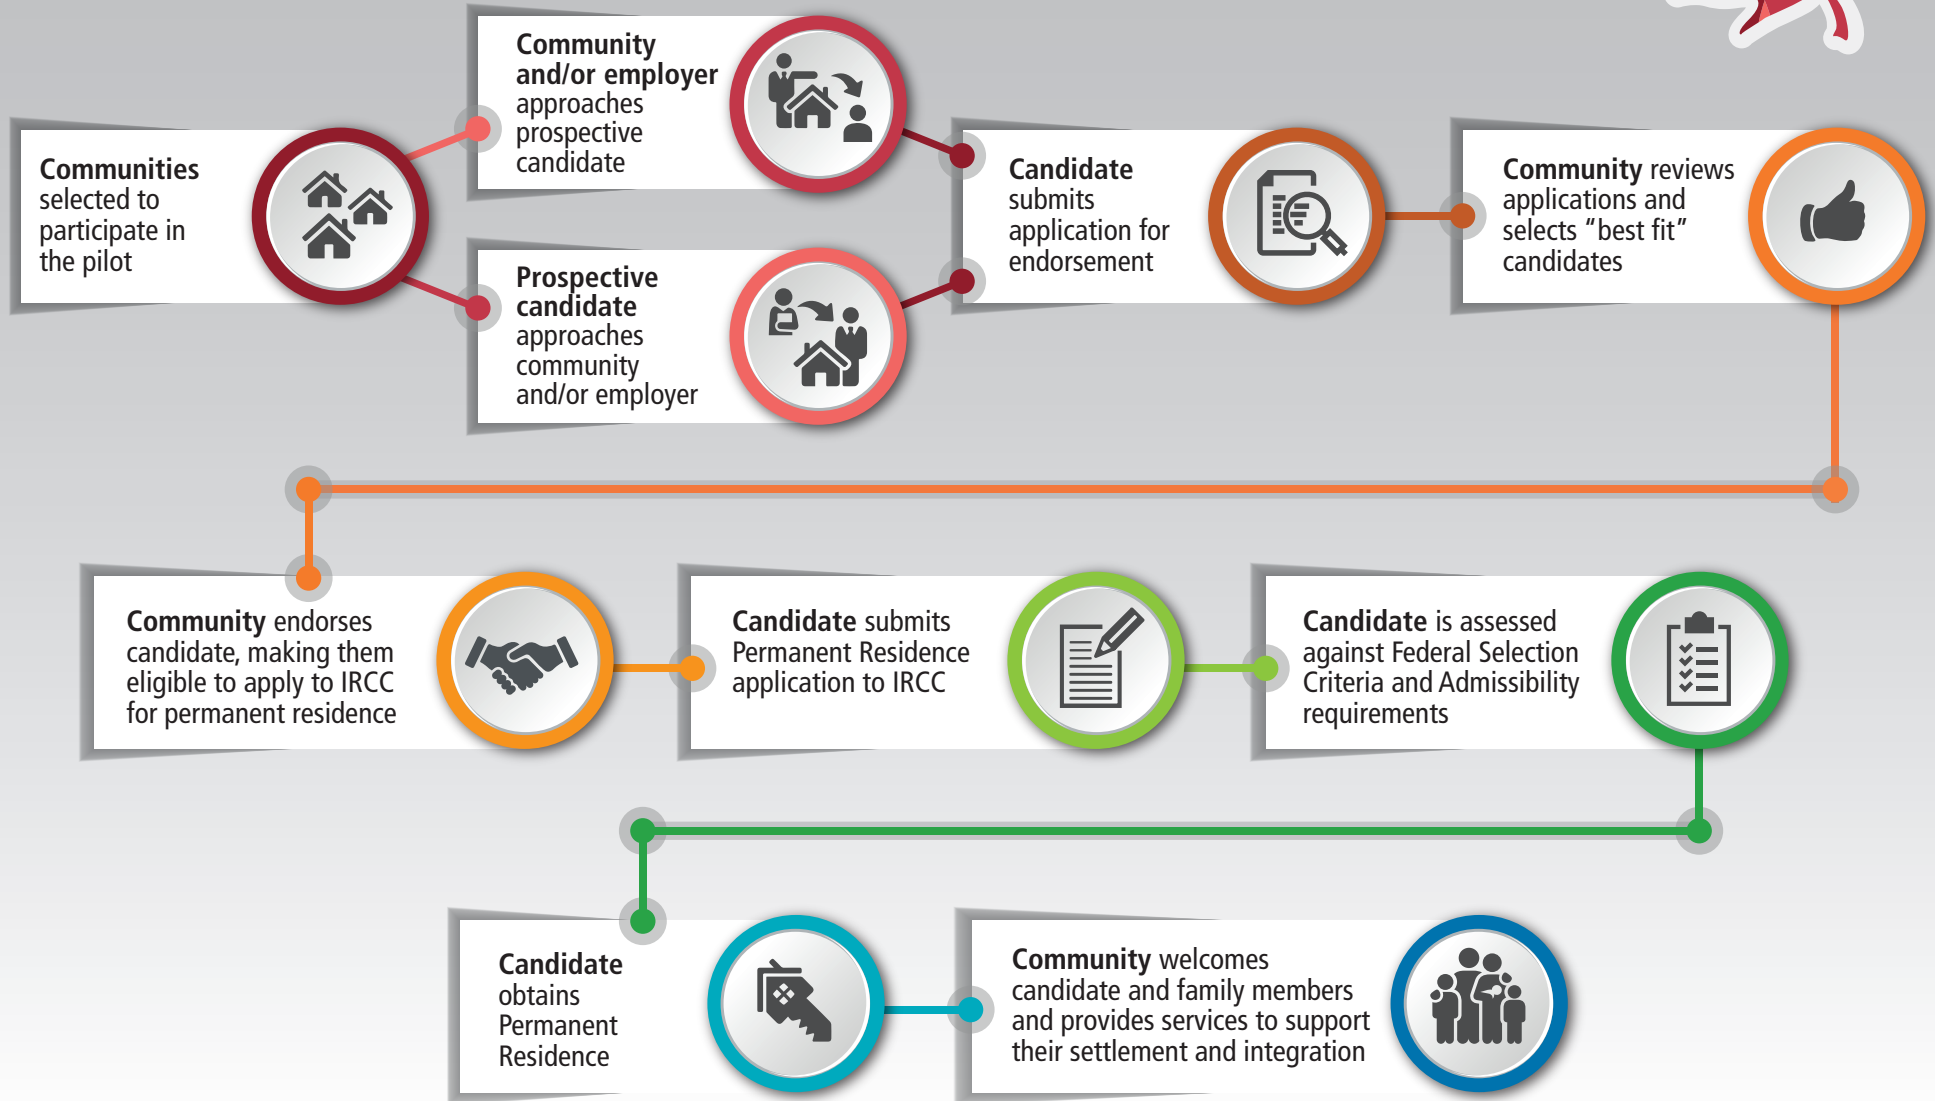 Communities
selected to
participate in
the pilot
Community
and/or employer
approaches
prospective
candidate
Prospective
candidate
approaches
community
and/or employer
Candidate
submits
application for
endorsement
Community reviews
applications and
selects “best fit”
candidates
Community endorses
candidate, making them
eligible to apply to IRCC
for permanent residence
Candidate submits
Permanent Residence
application to IRCC
Candidate is assessed
against Federal Selection
Criteria and Admissibility
requirements
Candidate
obtains
Permanent
Residence
Community welcomes
candidate and family members
and provides services to support
their settlement and integration